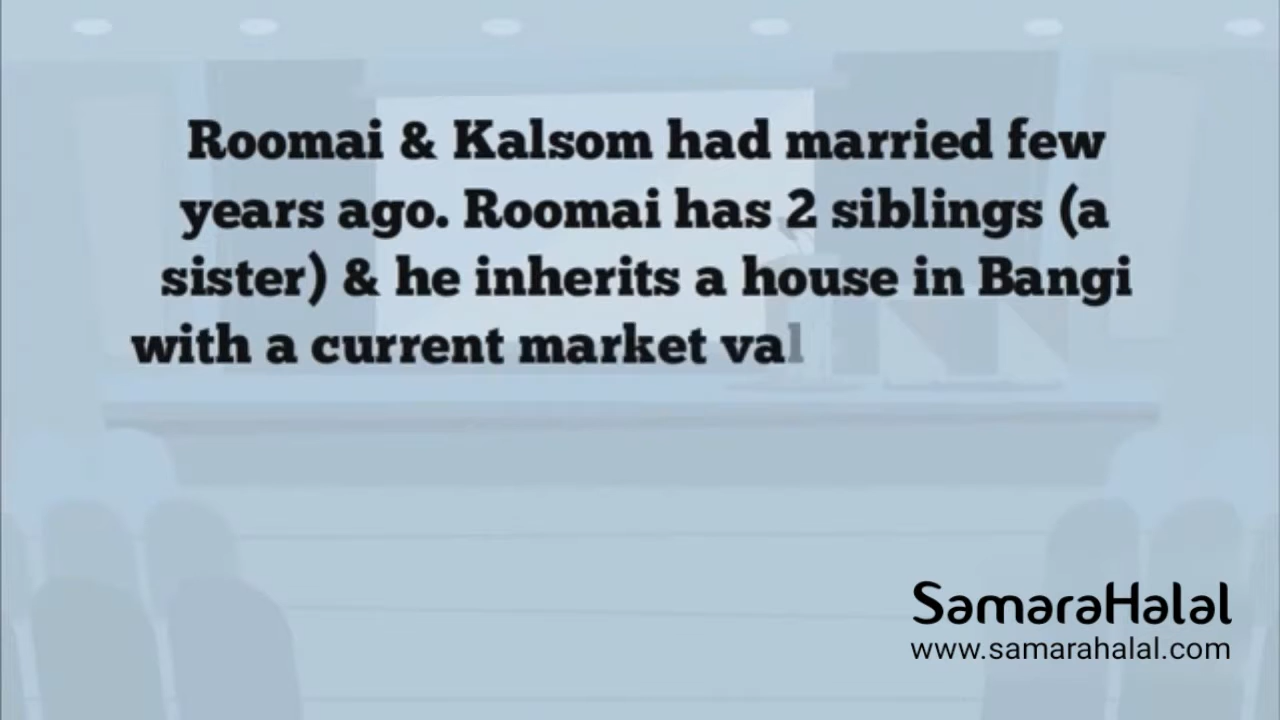 Roomai & Kalsom had married few
years ago. Roomai has 2 siblings (a
sister) & he inherits a house in Bangi
with a current market val
SamaraHalal
www.samarahalal.com